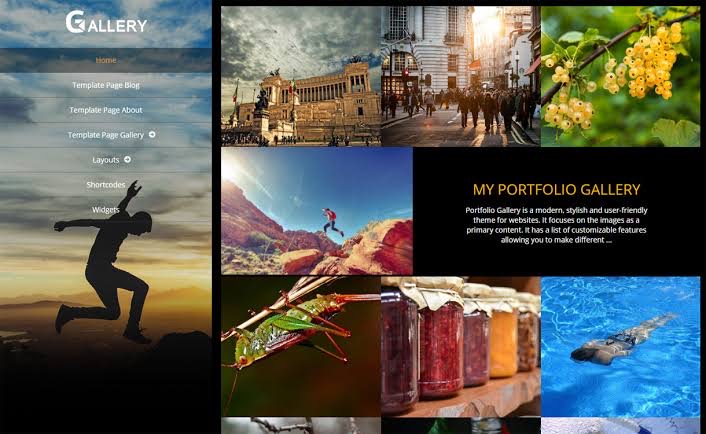 GALLERY
Home
Template Page Blog
Template Page About
Template Page Gallery
Layouts
Shortcodes
Widgets
MY PORTFOLIO GALLERY
Portfolio Gallery is a modern, stylish and user-friendly
theme for websites. It focuses on the images as a
primary content. It has a list of customizable features
allowing you to make different ...